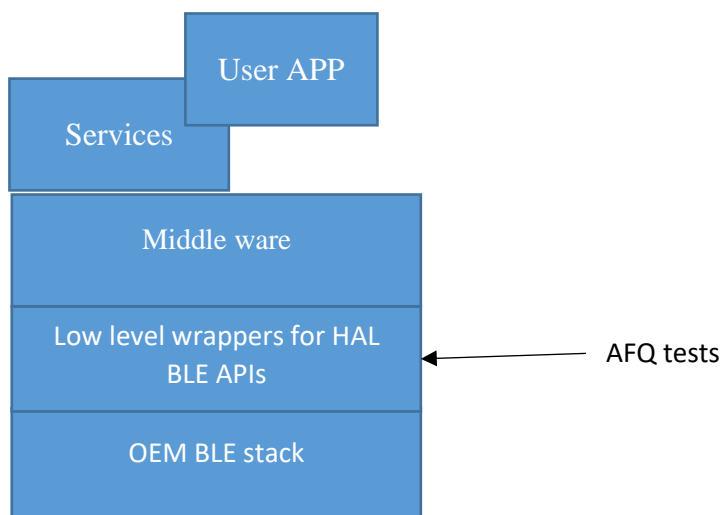 User APP
Services
Middle ware
Low level wrappers for HAL
BLE APIs
AFQ tests
OEM BLE stack